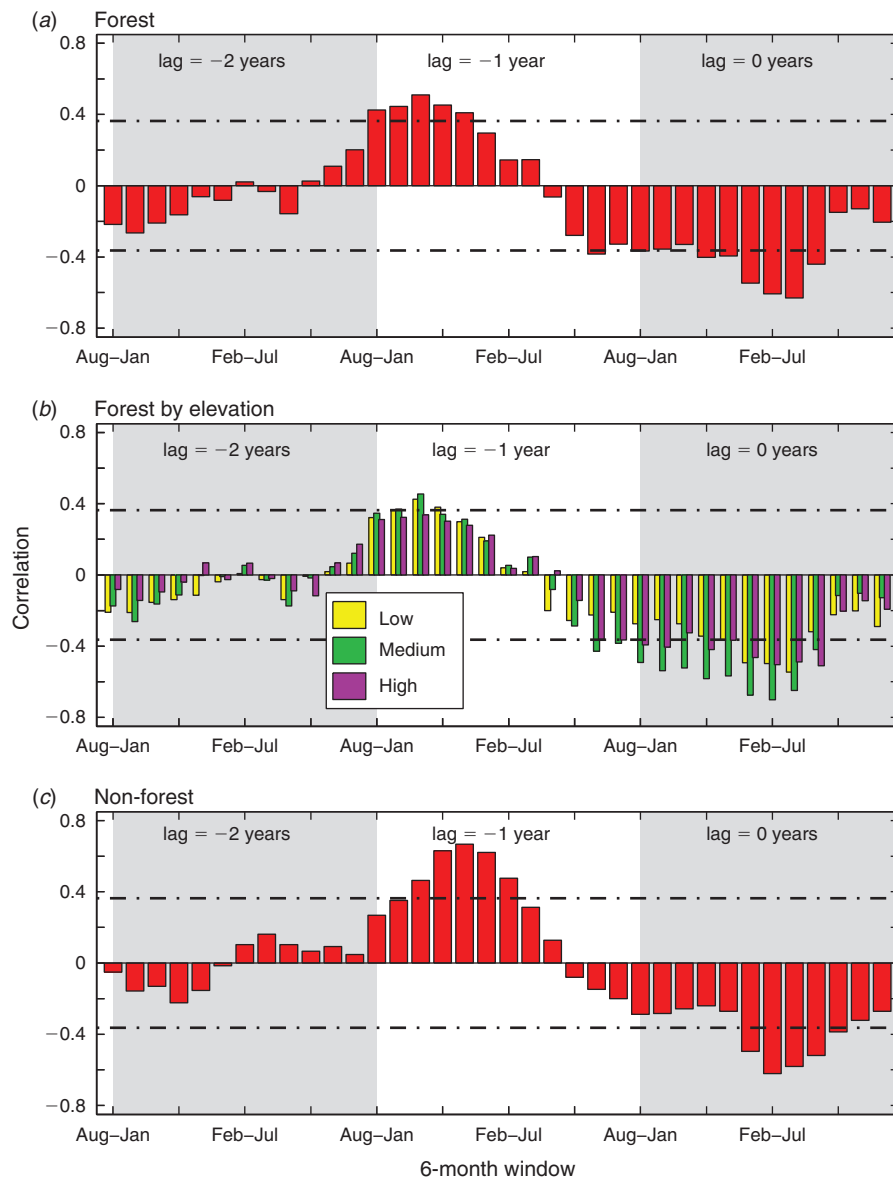 (a) Forest
0.8
lag = −2 years lag = −1 year lag = 0 years
0.4
0
−0.4
−0.8
Aug–Jan Feb–Jul Aug–Jan Feb–Jul Aug–Jan Feb–Jul
(b) Forest by elevation
0.8
lag = −2 years lag = −1 year lag = 0 years
0.4
0
Low
−0.4
Medium
High
−0.8
Aug–Jan Feb–Jul Aug–Jan Feb–Jul Aug–Jan Feb–Jul
Correlation
(c) Non-forest
0.8
lag = −2 years lag = −1 year lag = 0 years
0.4
0
−0.4
−0.8
Aug–Jan Feb–Jul Aug–Jan Feb–Jul Aug–Jan Feb–Jul
6-month window